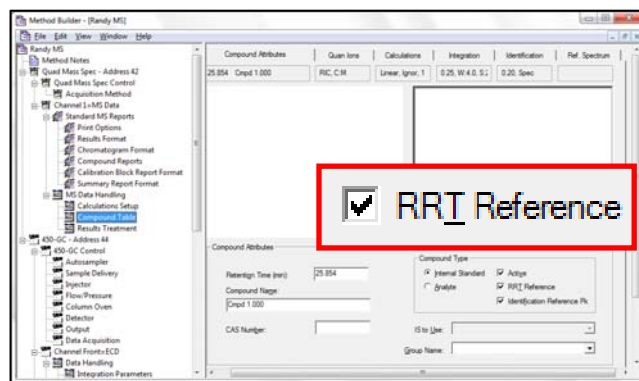 Method Builder - [Randy MS]
File Edit View Window Help
Randy MS
Method Notes
Quad Mass Spec - Address 42
Quad Mass Spec Control
Acquisition Method
Channel 1=MS Data
Standard MS Reports
Print Options
Results Format
Chromatogram Format
Compound Reports
Calibration Block Report Format
Summary Report Format
MS Data Handling
Calculations Setup
Compound Table
Results Treatment
450-GC - Address 44
450-GC Control
Autosampler
Sample Delivery
Injector
Flow/Pressure
Column Oven
Detector
Output
Data Acquisition
Channel Front=ECD
Data Handling
Integration Parameters
Compound Attributes Quan Ions Calculations Integration Identification Ref. Spectrum
25.854 Cmpd 1.000 RIC, C:M Linear, Ignor, 1 0.25, W:4.0, S: 0.20, Spec
RRT Reference
Compound Attributes
Retention Time (min): 25.854
Compound Name:
Cmpd 1.000
CAS Number:
Compound Type
Internal Standard Active
Analyte RRT Reference
Identification Reference Pk
IS to Use:
Group Name: